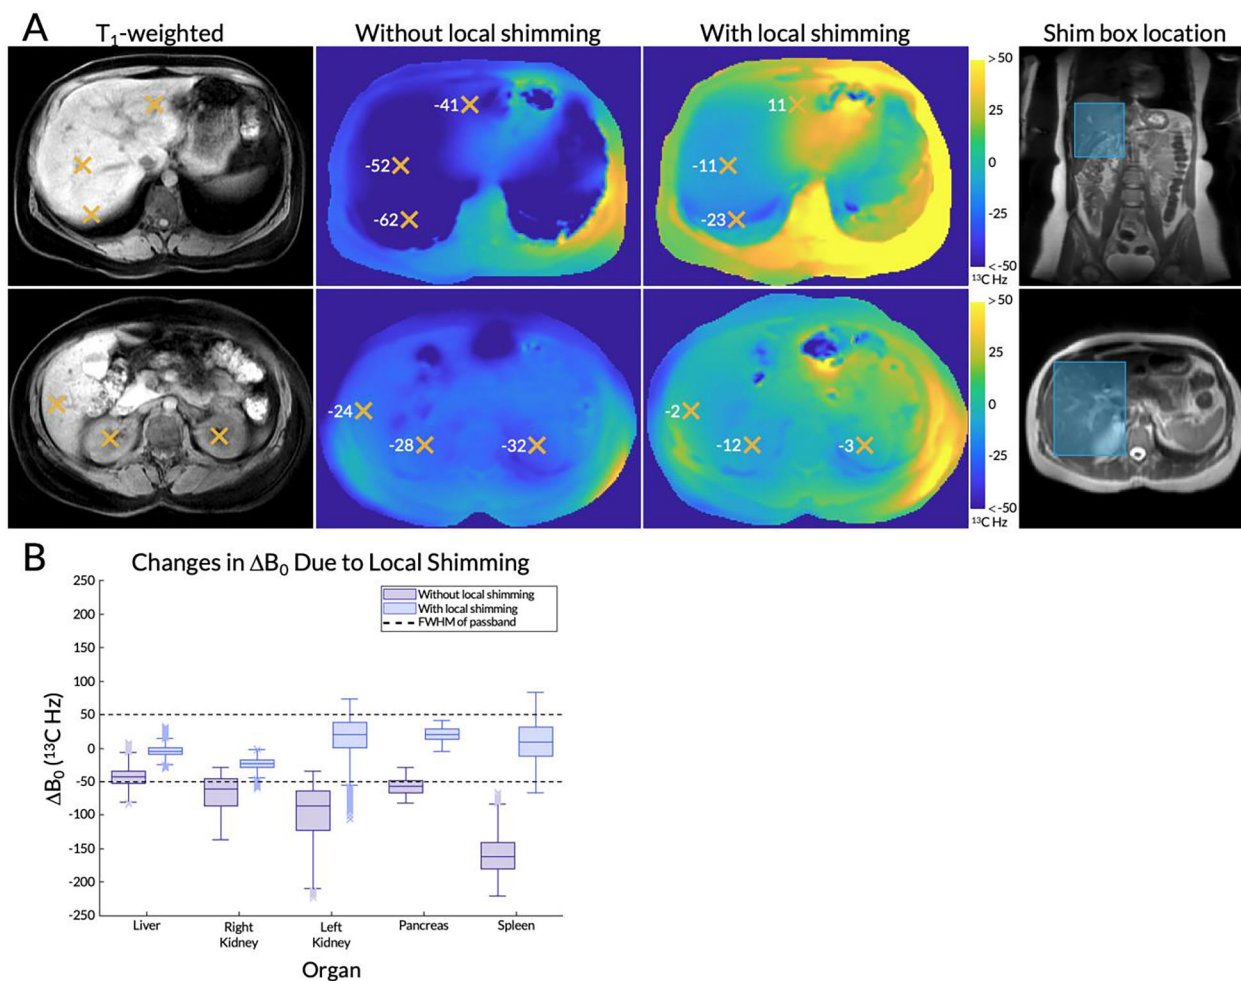 A
T₁-weighted
Without local shimming
With local shimming
Shim box location
-41
-52
-62
11
-11
-23
>50
25
0
-25
<-50
¹³C Hz
-24
-28
-32
-2
-12
-3
>50
25
0
-25
<-50
¹³C Hz
B
Changes in ΔB₀ Due to Local Shimming
Without local shimming
With local shimming
FWHM of passband
250
200
150
100
50
0
-50
-100
-150
-200
-250
ΔB₀ (¹³C Hz)
Liver
Right
Kidney
Left
Kidney
Pancreas
Spleen
Organ